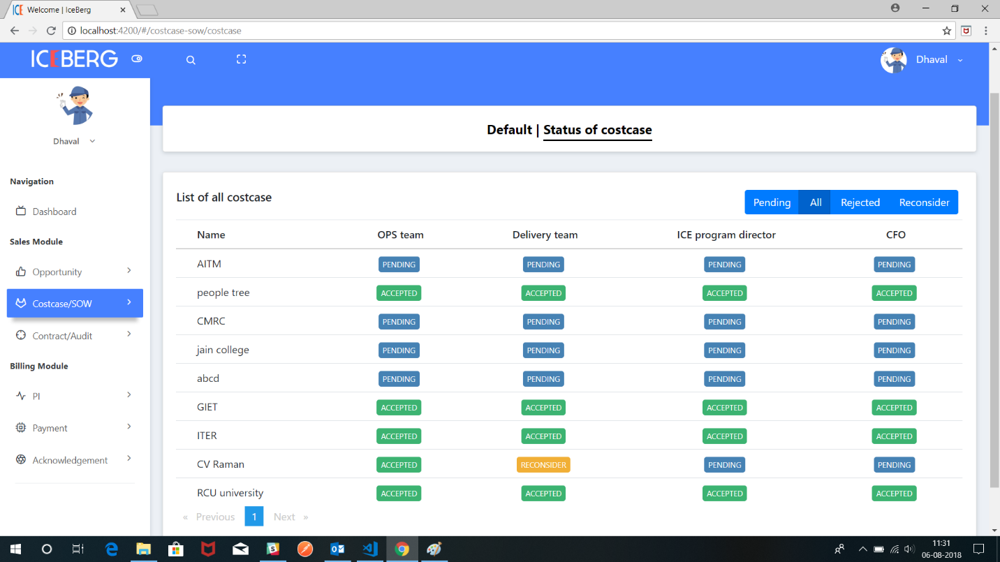 ICE Welcome | IceBerg
localhost:4200/#/costcase-sow/costcase
ICEBERG
Dhaval
Dhaval
Navigation
Dashboard
Sales Module
Opportunity
Costcase/SOW
Contract/Audit
Billing Module
PI
Payment
Acknowledgement
Default | Status of costcase
List of all costcase
Pending All Rejected Reconsider
Name OPS team Delivery team ICE program director CFO
AITM PENDING PENDING PENDING PENDING
people tree ACCEPTED ACCEPTED ACCEPTED ACCEPTED
CMRC PENDING PENDING PENDING PENDING
jain college PENDING PENDING PENDING PENDING
abcd PENDING PENDING PENDING PENDING
GIET ACCEPTED ACCEPTED ACCEPTED ACCEPTED
ITER ACCEPTED ACCEPTED ACCEPTED ACCEPTED
CV Raman ACCEPTED RECONSIDER PENDING PENDING
RCU university ACCEPTED ACCEPTED ACCEPTED ACCEPTED
« Previous 1 Next »
11:31
06-08-2018